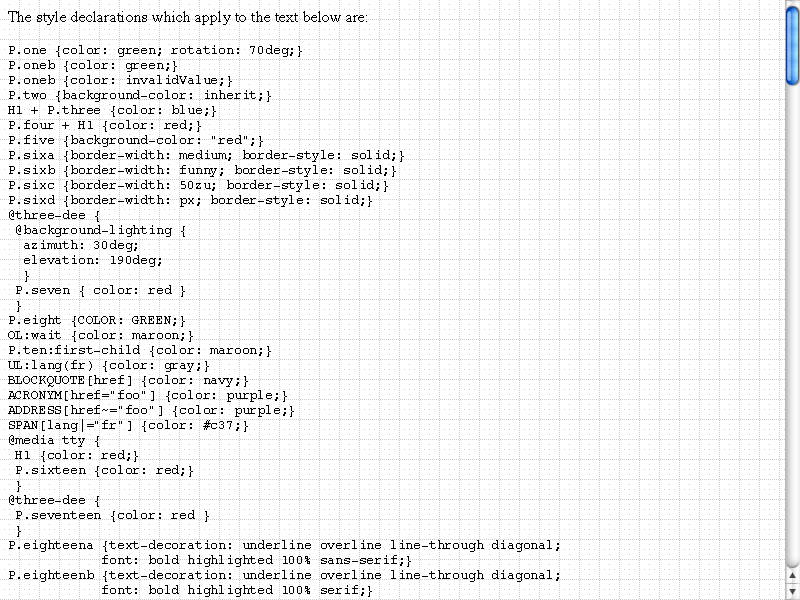 The style declarations which apply to the text below are:
P.one {color: green; rotation: 70deg;}
P.oneb {color: green;}
P.oneb {color: invalidValue;}
P.two {background-color: inherit;}
H1 + P.three {color: blue;}
P.four + H1 {color: red;}
P.five {background-color: "red";}
P.sixa {border-width: medium; border-style: solid;}
P.sixb {border-width: funny; border-style: solid;}
P.sixc {border-width: 50zu; border-style: solid;}
P.sixd {border-width: px; border-style: solid;}
@three-dee {
 @background-lighting {
  azimuth: 30deg;
  elevation: 190deg;
  }
 P.seven { color: red }
 }
P.eight {COLOR: GREEN;}
OL:wait {color: maroon;}
P.ten:first-child {color: maroon;}
UL:lang(fr) {color: gray;}
BLOCKQUOTE[href] {color: navy;}
ACRONYM[href="foo"] {color: purple;}
ADDRESS[href~="foo"] {color: purple;}
SPAN[lang|="fr"] {color: #c37;}
@media tty {
 H1 {color: red;}
 P.sixteen {color: red;}
 }
@three-dee {
 P.seventeen {color: red }
 }
P.eighteena {text-decoration: underline overline line-through diagonal;
            font: bold highlighted 100% sans-serif;}
P.eighteenb {text-decoration: underline overline line-through diagonal;
            font: bold highlighted 100% serif;}